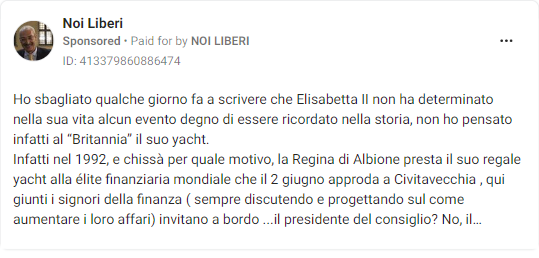 Noi Liberi
Sponsored • Paid for by NOI LIBERI
ID: 413379860886474
Ho sbagliato qualche giorno fa a scrivere che Elisabetta II non ha determinato
nella sua vita alcun evento degno di essere ricordato nella storia, non ho pensato
infatti al “Britannia” il suo yacht.
Infatti nel 1992, e chissà per quale motivo, la Regina di Albione presta il suo regale
yacht alla élite finanziaria mondiale che il 2 giugno approda a Civitavecchia , qui
giunti i signori della finanza ( sempre discutendo e progettando sul come
aumentare i loro affari) invitano a bordo ...il presidente del consiglio? No, il...